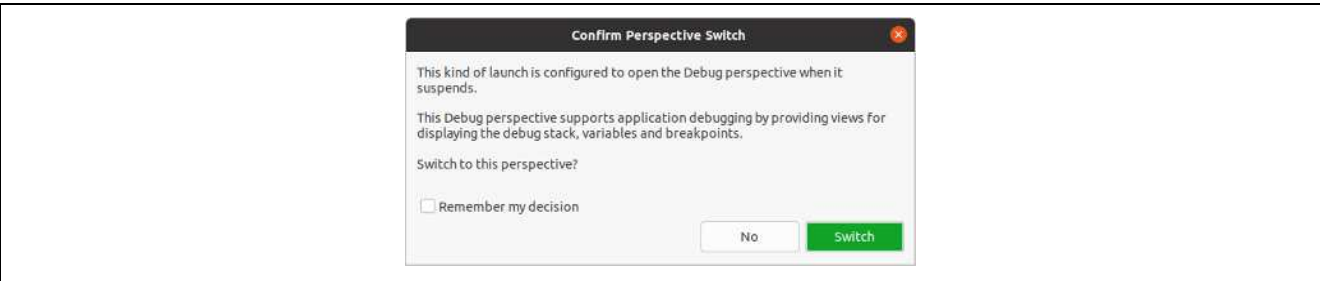 Confirm Perspective Switch
This kind of launch is configured to open the Debug perspective when it
suspends.
This Debug perspective supports application debugging by providing views for
displaying the debug stack, variables and breakpoints.
Switch to this perspective?
Remember my decision
No
Switch